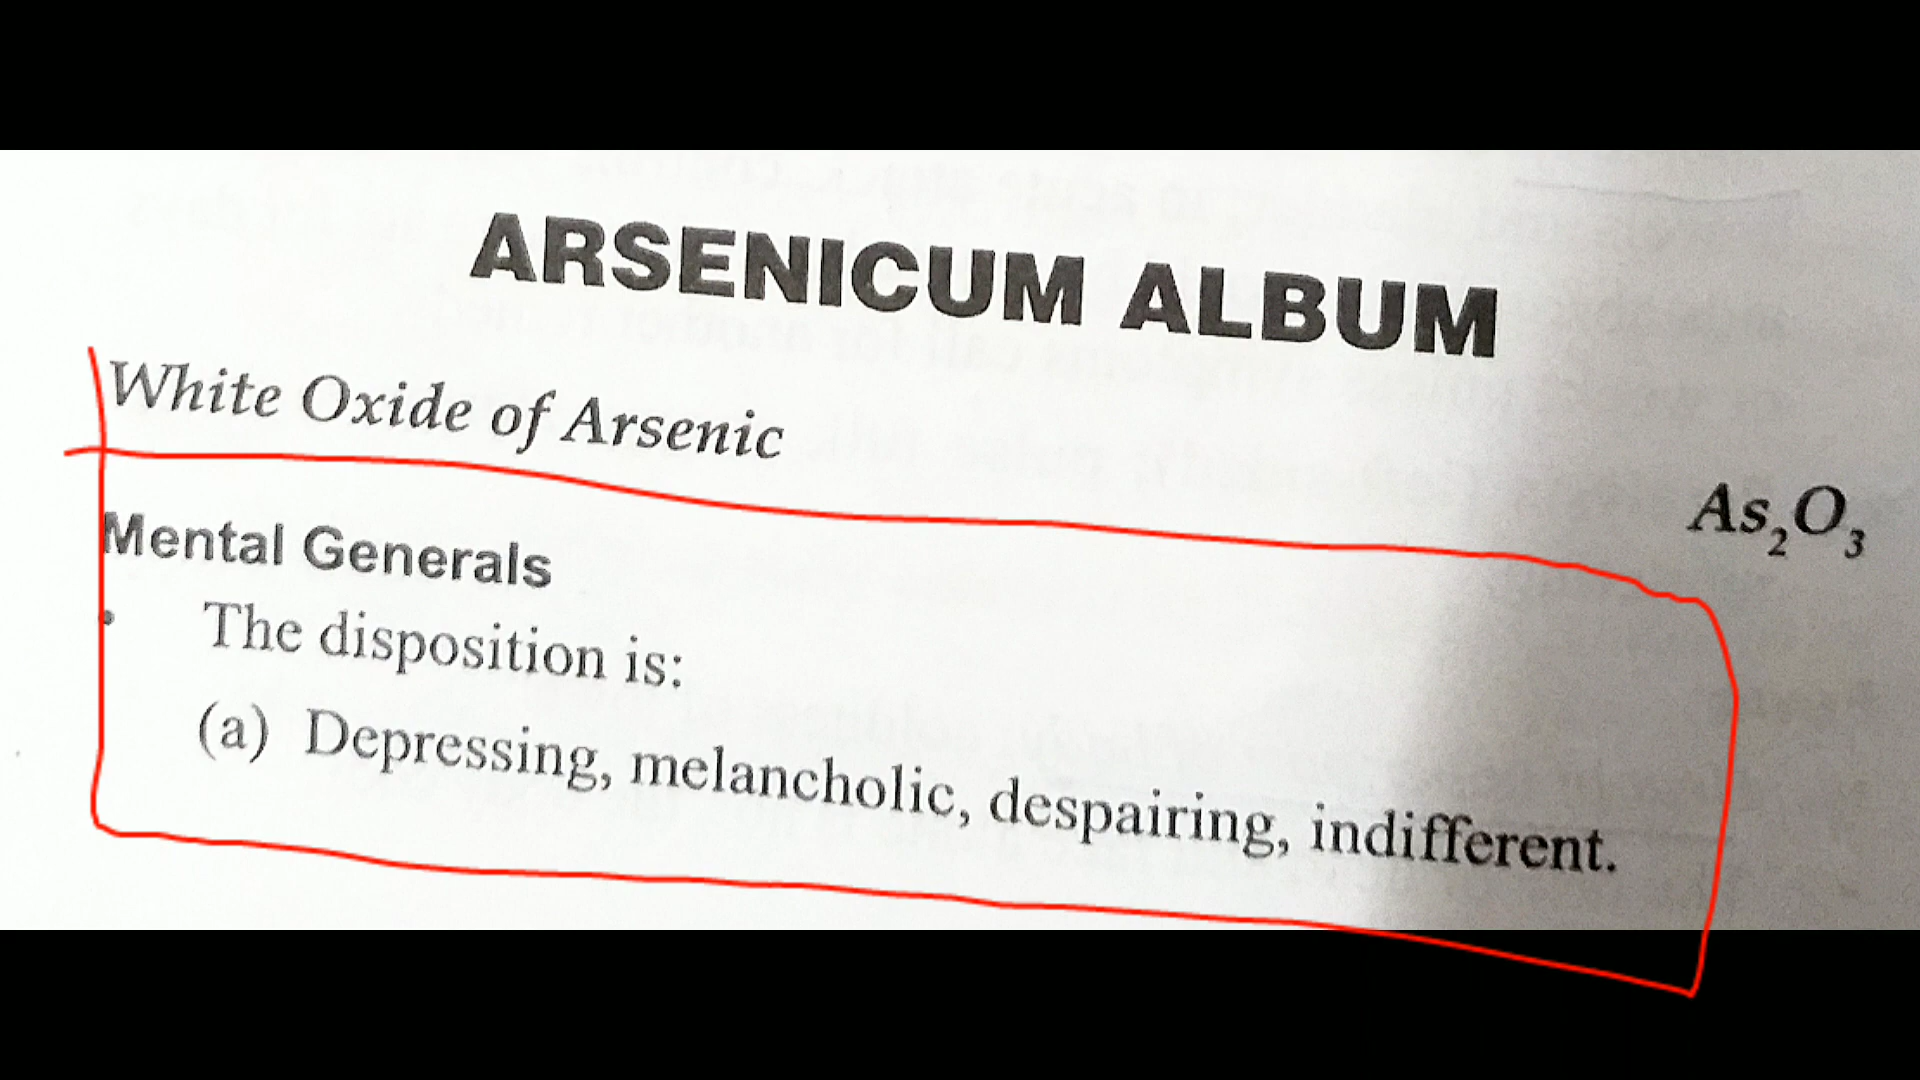 ARSENICUM ALBUM
White Oxide of Arsenic
As₂O₃
Mental Generals
• The disposition is:
(a) Depressing, melancholic, despairing, indifferent.